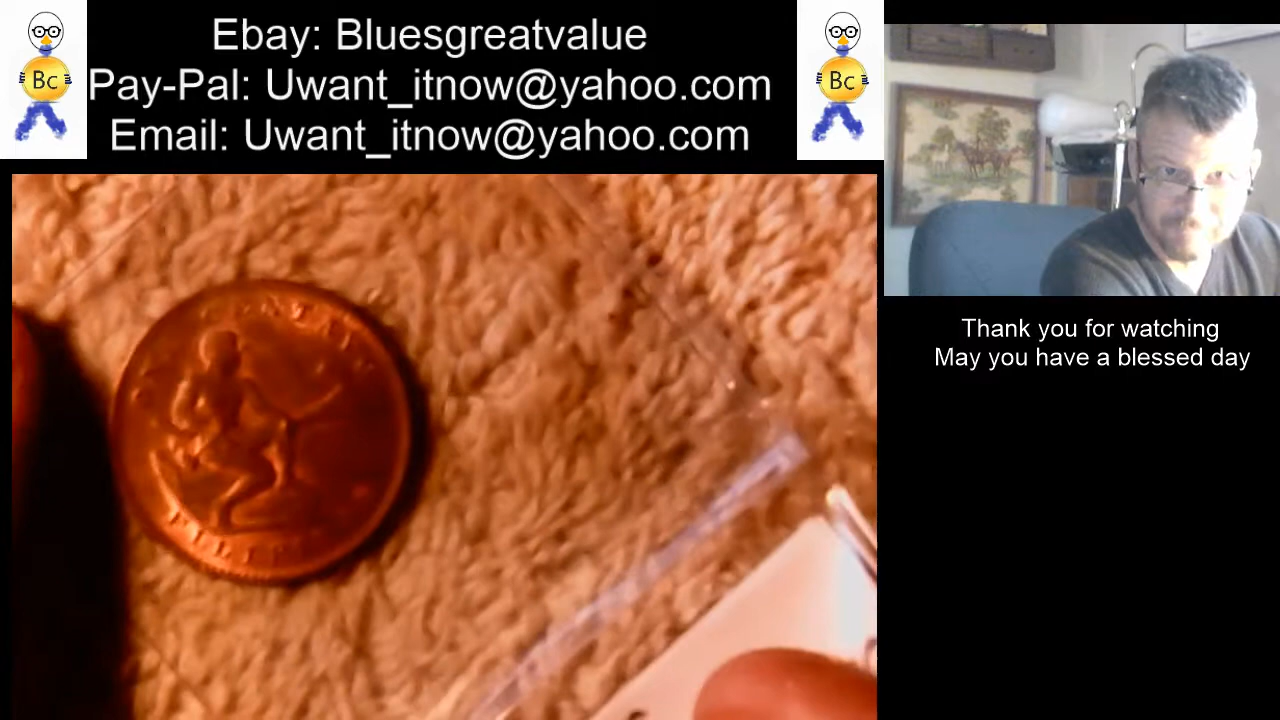 Ebay: Bluesgreatvalue
Pay-Pal: Uwant_itnow@yahoo.com
Email: Uwant_itnow@yahoo.com
Bc
Bc
Thank you for watching
May you have a blessed day